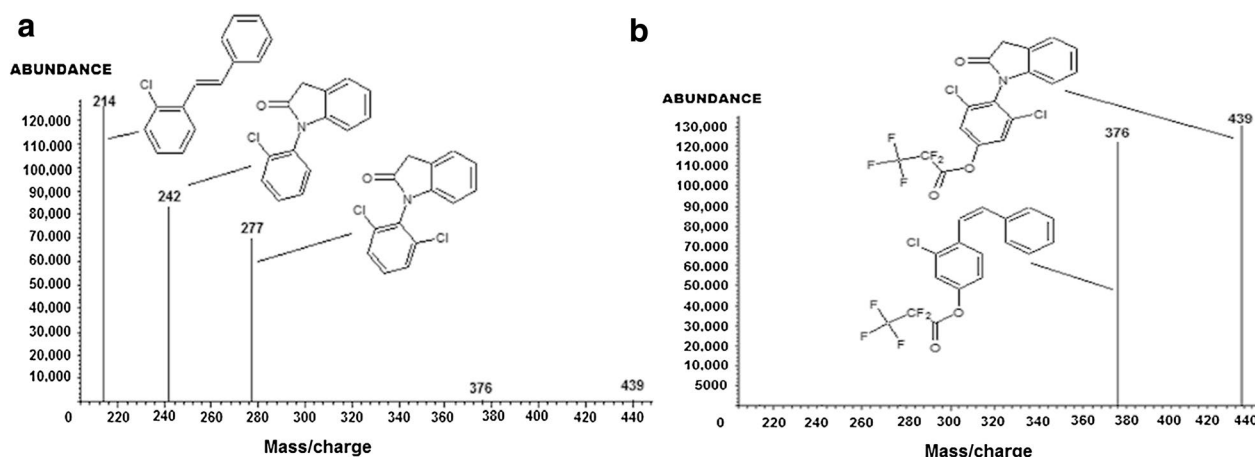 a
ABUNDANCE
214
120.000
110.000
100.000
90.000
80,000
70.000
60.000
50,000
40,000
30,000
20.000
10,000
0
220
240
260
280
300
320
340
360
380
400
420
440
242
277
376
439
Cl
O
N
Cl
O
N
Cl
Cl
Mass/charge
b
ABUNDANCE
130,000
120,000
110,000
100.000
90,000
80,000
70.000
60.000
50.000
40,000
30,000
20.000
10.000
5000
0
220
240
260
280
300
320
340
360
380
400
420
440
376
439
O
N
Cl
Cl
F
F
F
CF2
O
O
Cl
F
F
F
CF2
O
O
Mass/charge